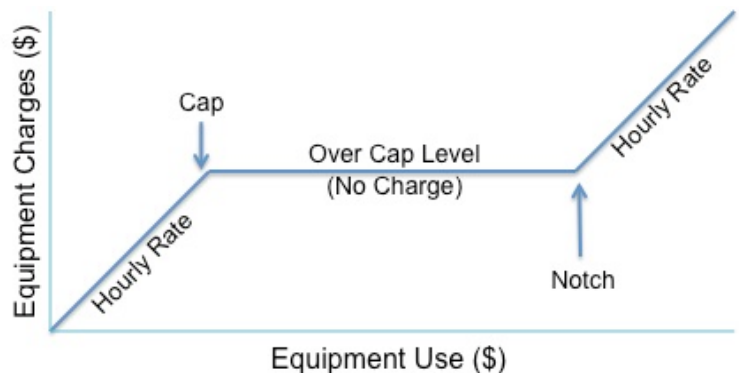 Equipment Charges ($)
Cap
Hourly Rate
Over Cap Level
(No Charge)
Hourly Rate
Notch
Equipment Use ($)